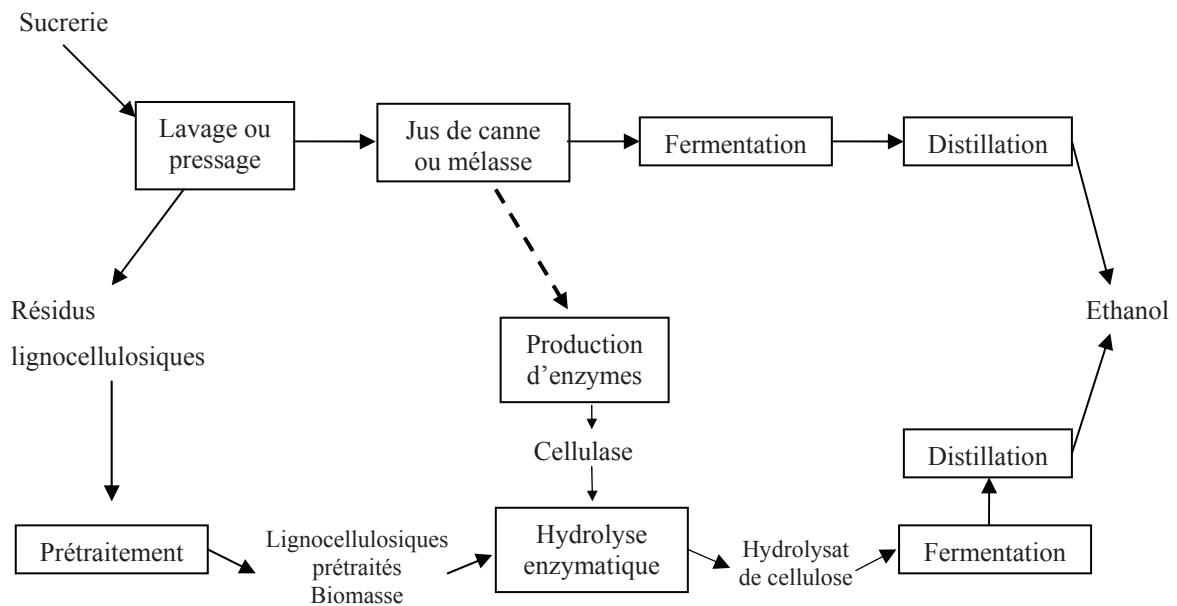 Sucrerie
Lavage ou
pressage
Jus de canne
ou mélasse
Fermentation
Distillation
Résidus
lignocellulosiques
Ethanol
Production
d’enzymes
Cellulase
Distillation
Prétraitement
Lignocellulosiques
prétraités
Biomasse
Hydrolyse
enzymatique
Hydrolysat
de cellulose
Fermentation